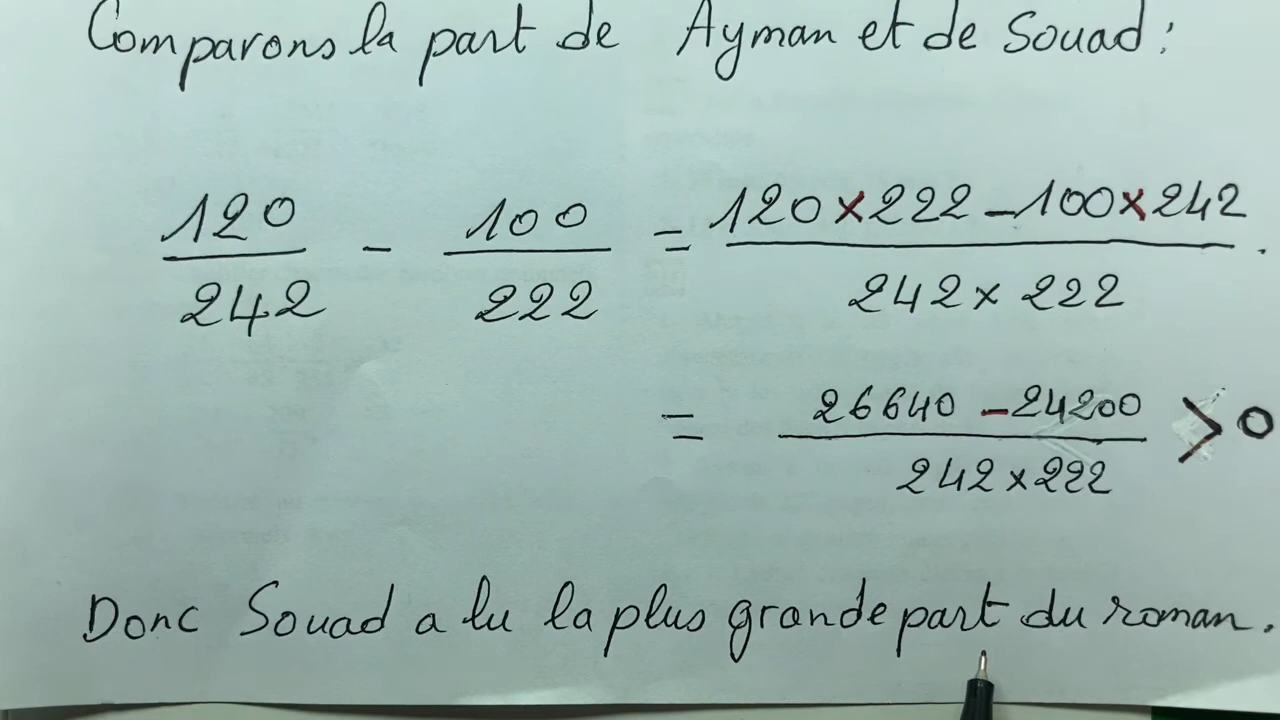 Comparons la part de Ayman et de Souad :
120/242 - 100/222 = (120 × 222 - 100 × 242)/(242 × 222) .
= (26640 - 24200)/(242 × 222) > 0
Donc Souad a lu la plus grande part du roman.